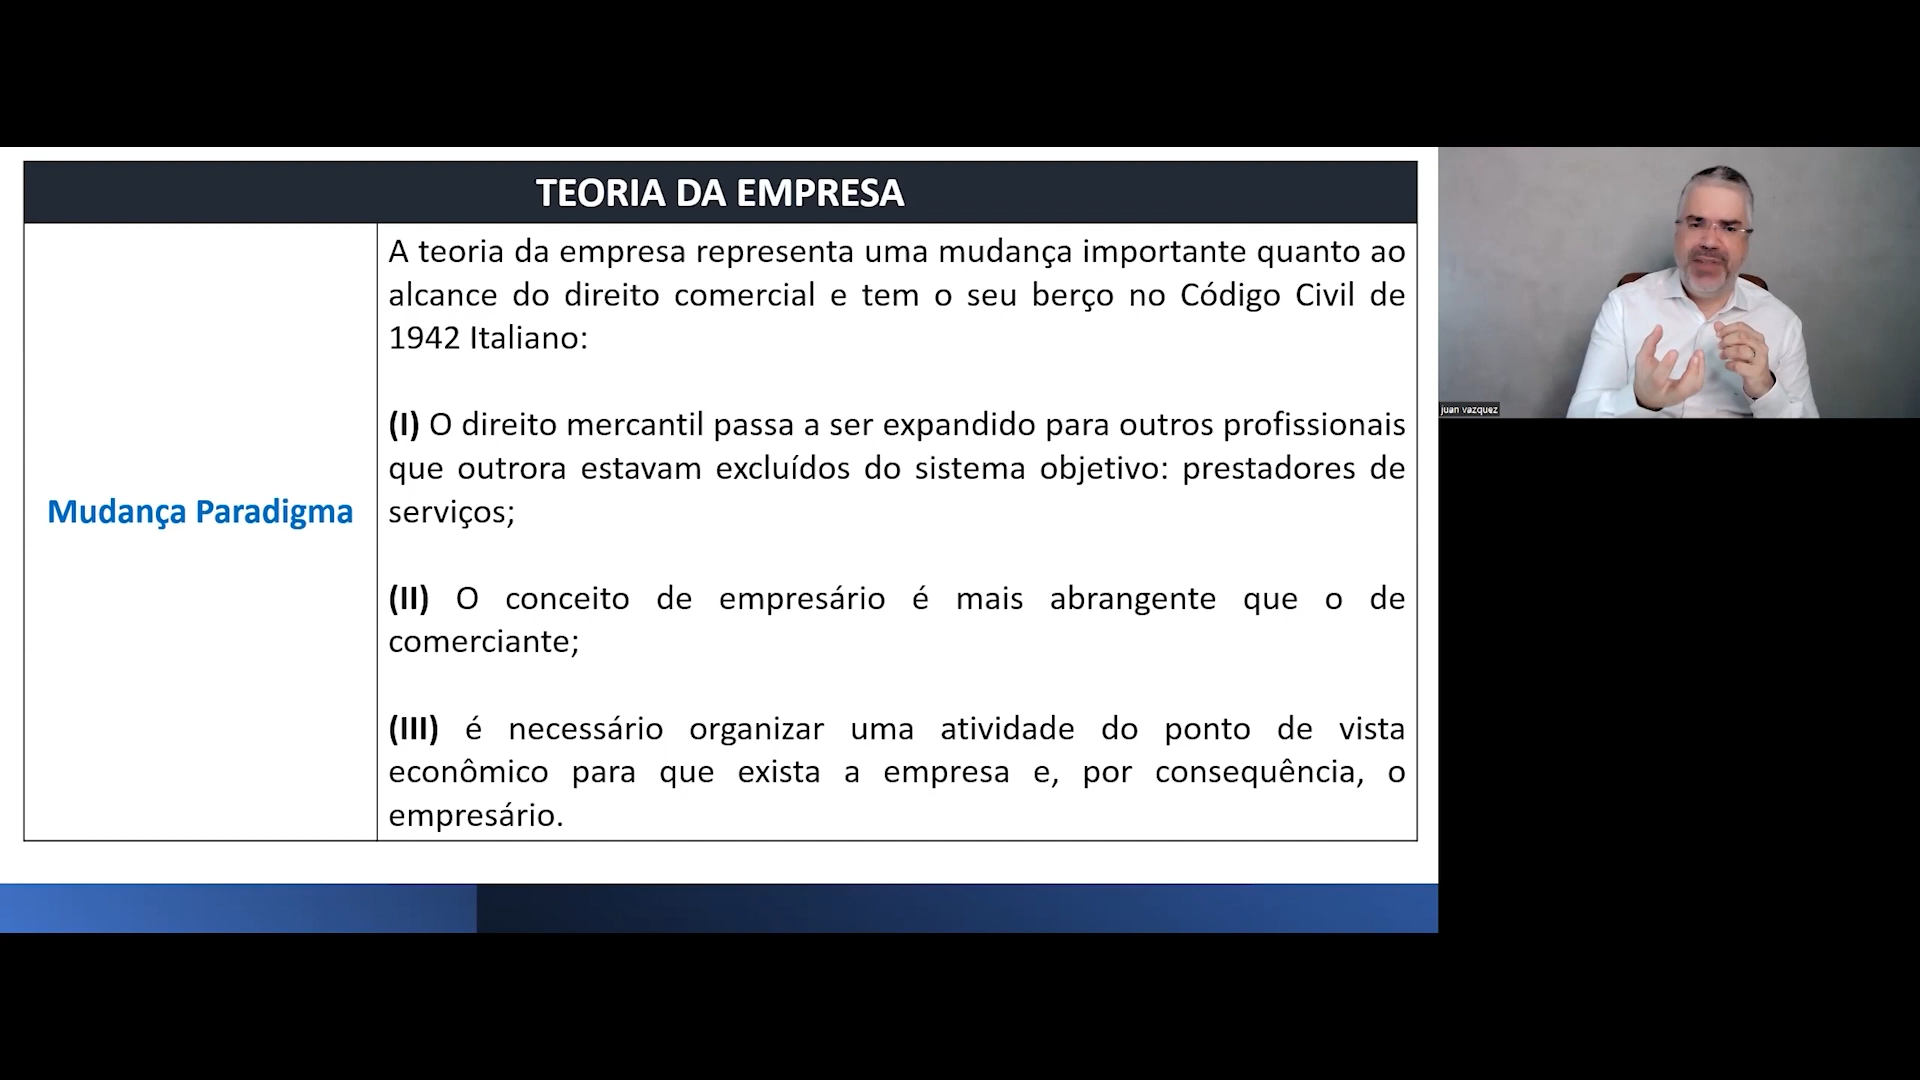 TEORIA DA EMPRESA
Mudança Paradigma
A teoria da empresa representa uma mudança importante quanto ao
alcance do direito comercial e tem o seu berço no Código Civil de
1942 Italiano:
(I) O direito mercantil passa a ser expandido para outros profissionais
que outrora estavam excluídos do sistema objetivo: prestadores de
serviços;
(II) O conceito de empresário é mais abrangente que o de
comerciante;
(III) é necessário organizar uma atividade do ponto de vista
econômico para que exista a empresa e, por consequência, o
empresário.
juan vazquez